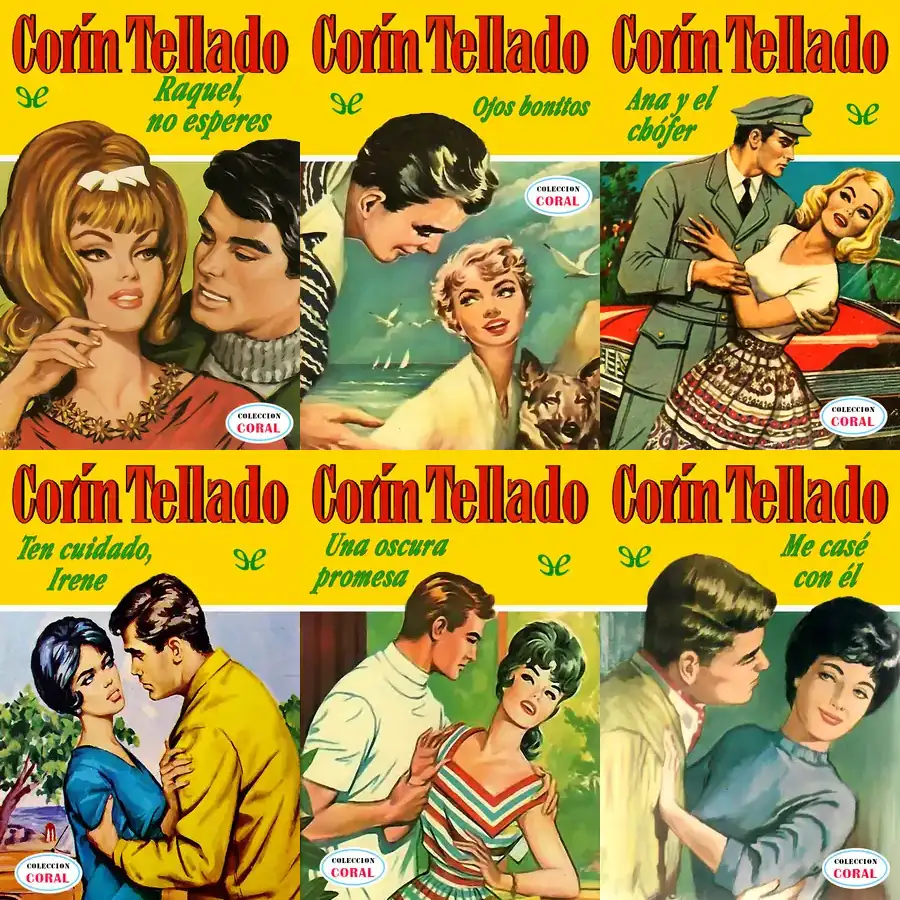 Corín Tellado
Raquel,
no esperes
COLECCION
CORAL
Corín Tellado
Ojos bonitos
COLECCION
CORAL
Corín Tellado
Ana y el
chófer
COLECCION
CORAL
Corín Tellado
Ten cuidado,
Irene
COLECCION
CORAL
Corín Tellado
Una oscura
promesa
COLECCION
CORAL
Corín Tellado
Me casé
con él
COLECCION
CORAL